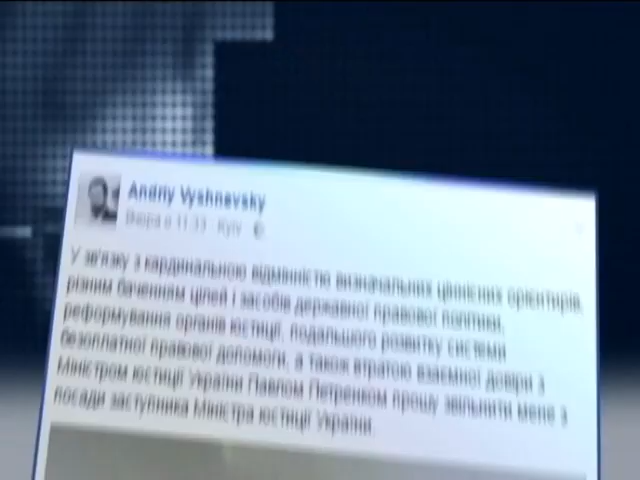 Andriy Vyshnevsky
Вчора о 11:33 · Kyiv
У зв'язку з кардинальною відмінністю визначальних ціннісних орієнтирів,
різним баченням цілей і засобів державної правової політики,
реформування органів юстиції, подальшого розвитку системи
безоплатної правової допомоги, а також втратою взаємної довіри з
Міністром юстиції України Павлом Петренком прошу звільнити мене з
посади заступника Міністра юстиції України.